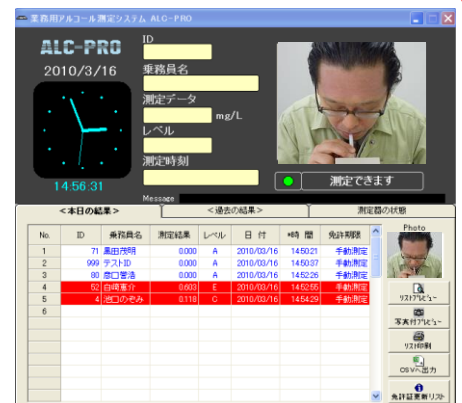 業務用アルコール測定システム ALC-PRO
ALC-PRO
2010/3/16
14:56:31
ID
乗務員名
測定データ
mg/L
レベル
測定時刻
測定できます
Message
<本日の結果> <過去の結果> 測定器の状態
No. ID 乗務員名 測定結果 レベル 日 付 時 間 免許期限
1 71 黒田茂明 0.000 A 2010/03/16 14:50:21 手動測定
2 999 テストID 0.000 A 2010/03/16 14:50:37 手動測定
3 80 窓口管浩 0.000 A 2010/03/16 14:52:26 手動測定
4 52 白崎恵介 0.603 E 2010/03/16 14:52:55 手動測定
5 4 池口のぞみ 0.118 C 2010/03/16 14:54:29 手動測定
6
Photo
リストプレビュー
写真付プレビュー
リスト印刷
CSVへ出力
免許証更新リスト